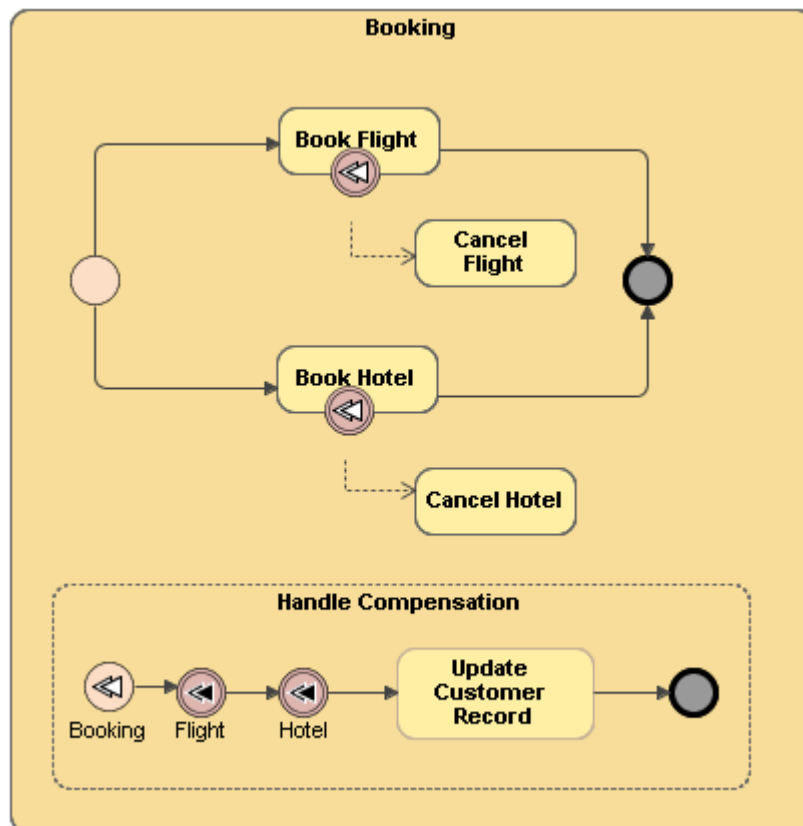 Booking
Book Flight
Cancel
Flight
Book Hotel
Cancel Hotel
Handle Compensation
Booking
Flight
Hotel
Update
Customer
Record